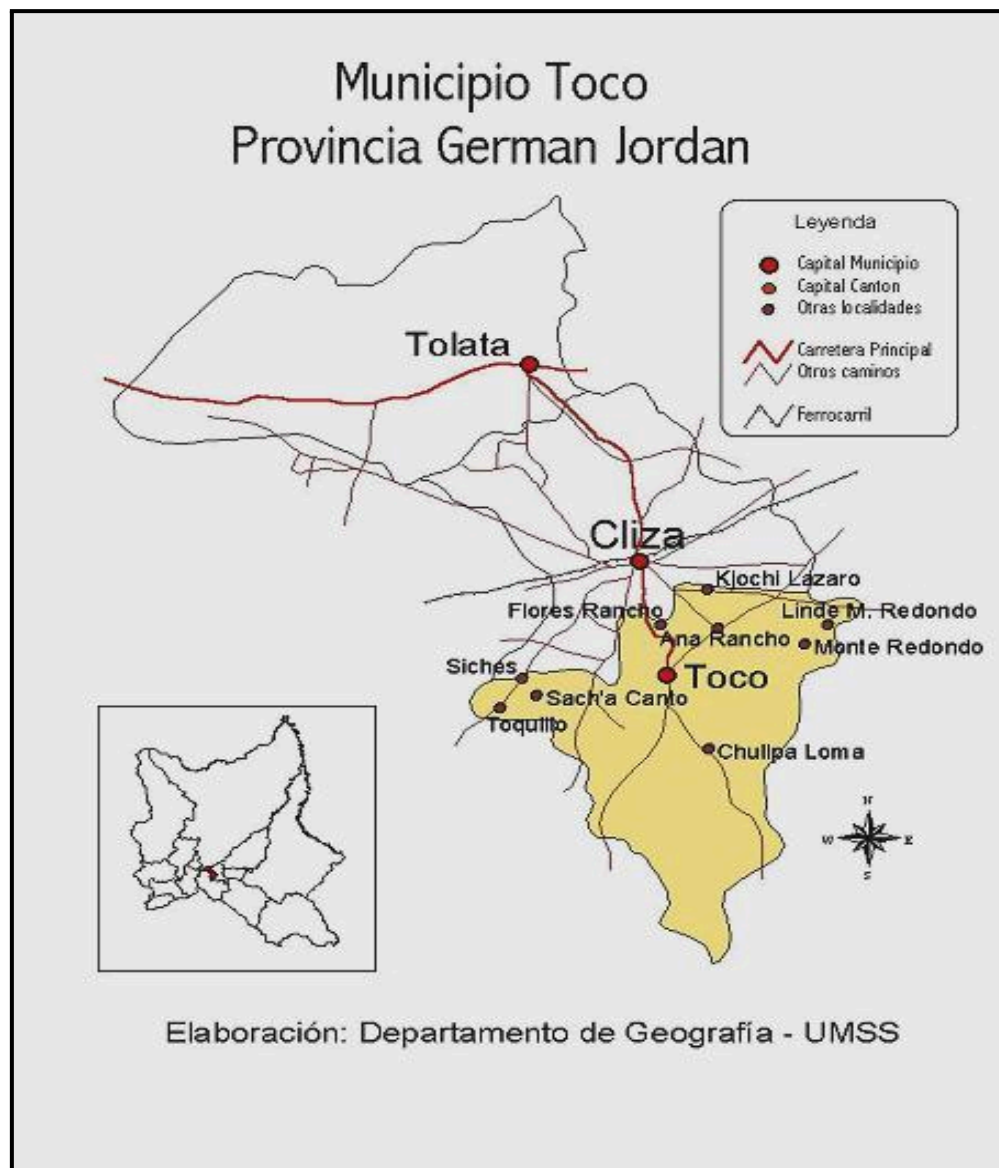 Municipio Toco
Provincia German Jordan
Leyenda
Capital Municipio
Capital Canton
Otras localidades
Carretera Principal
Otros caminos
Ferrocarril
Tolata
Cliza
Kjochi Lazaro
Flores Rancho
Linde M. Redondo
Ana Rancho
Monte Redondo
Siches
Toco
Sach'a Canto
Toquillo
Chullpa Loma
N
W E
S
Elaboración: Departamento de Geografía - UMSS